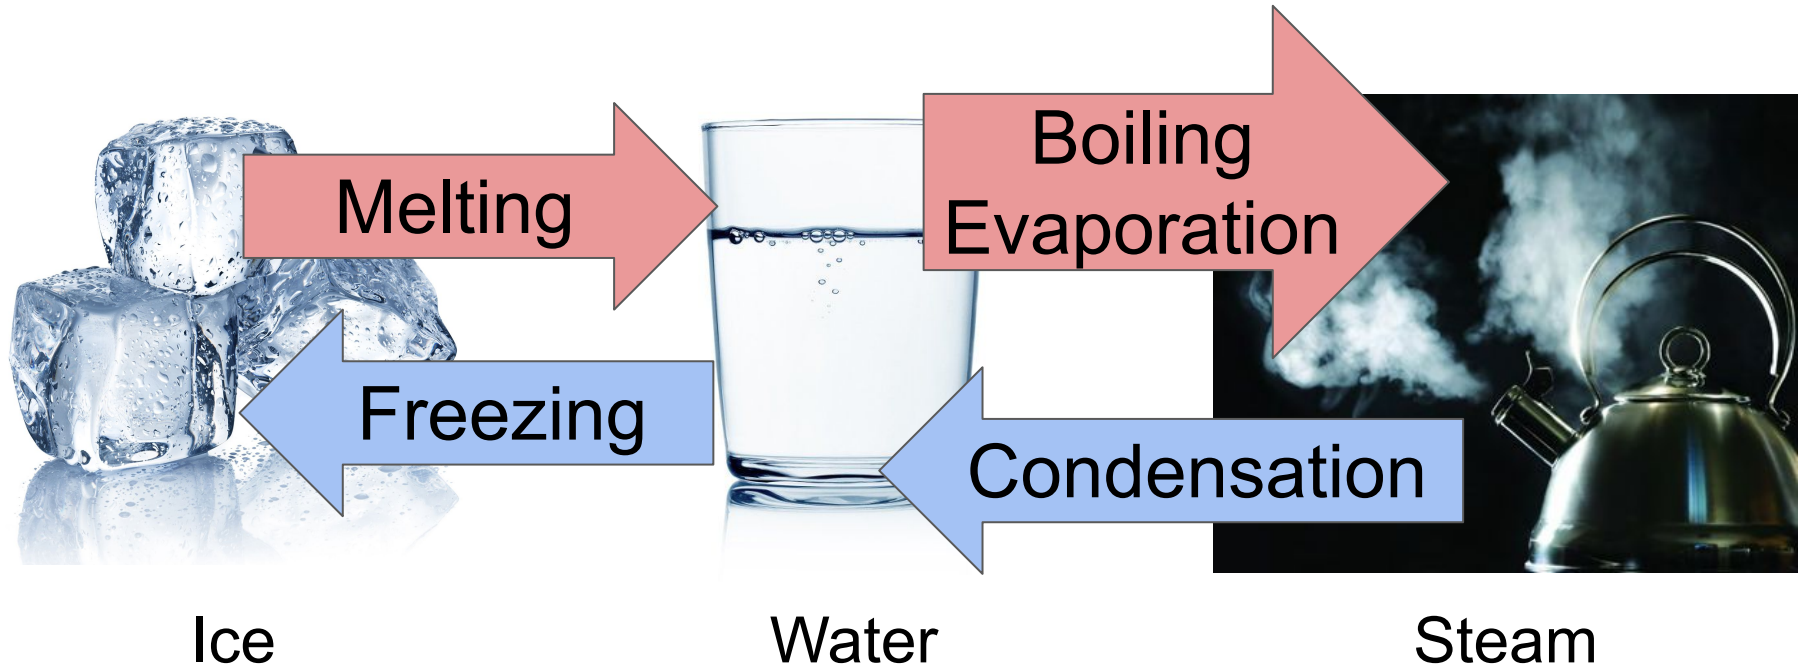 Melting
Boiling
Evaporation
Freezing
Condensation
Ice
Water
Steam